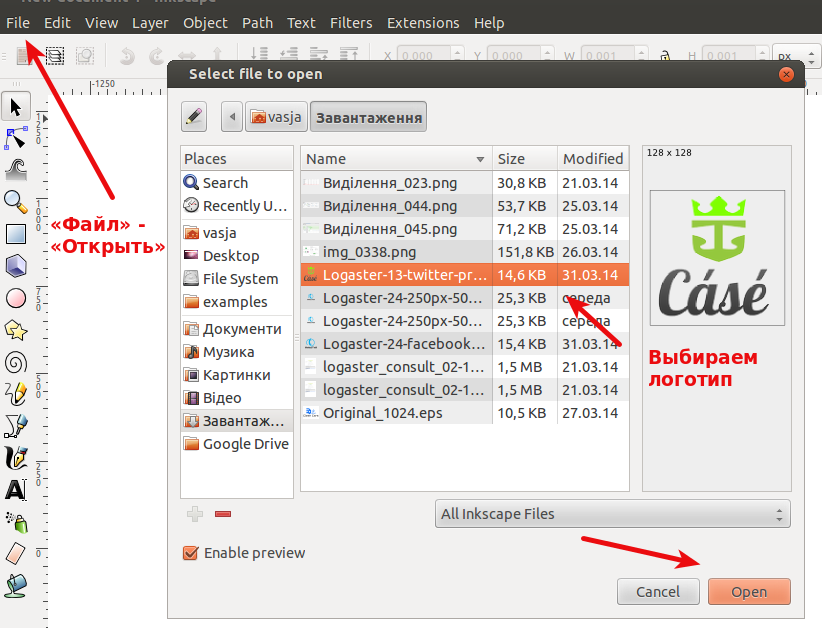 File Edit View Layer Object Path Text Filters Extensions Help
X 0.000 Y 0.000 W 0.001 H 0.001 px
Select file to open
-1250
vasja Завантаження
Places
Search
Recently U...
vasja
Desktop
File System
examples
Документи
Музика
Картинки
Відео
Завантаж...
Google Drive
Name Size Modified
Виділення_023.png 30,8 KB 21.03.14
Виділення_044.png 53,7 KB 25.03.14
Виділення_045.png 71,2 KB 25.03.14
img_0338.png 151,8 KB 26.03.14
Logaster-13-twitter-pr... 14,6 KB 31.03.14
Logaster-24-250px-50... 25,3 KB середа
Logaster-24-250px-50... 25,3 KB середа
Logaster-24-facebook... 15,4 KB 31.03.14
logaster_consult_02-1... 1,5 MB 21.03.14
logaster_consult_02-1... 1,5 MB 21.03.14
Original_1024.eps 10,5 KB 27.03.14
128 x 128
Cásé
«Файл» -
«Открыть»
Выбираем
логотип
All Inkscape Files
Enable preview
Cancel Open
1250
1000
750
500
250
0